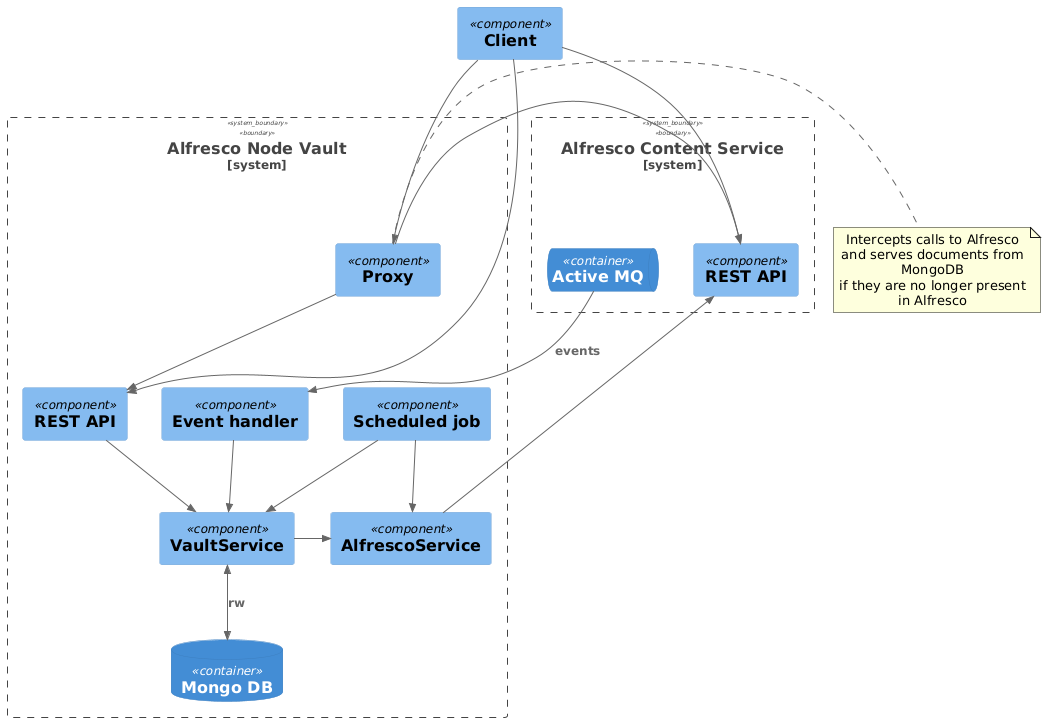 «component»
Client
«system_boundary»
«boundary»
Alfresco Node Vault
[system]
«system_boundary»
«boundary»
Alfresco Content Service
[system]
«component»
Proxy
«container»
Active MQ
«component»
REST API
Intercepts calls to Alfresco
and serves documents from
MongoDB
if they are no longer present
in Alfresco
events
«component»
REST API
«component»
Event handler
«component»
Scheduled job
«component»
VaultService
«component»
AlfrescoService
rw
«container»
Mongo DB